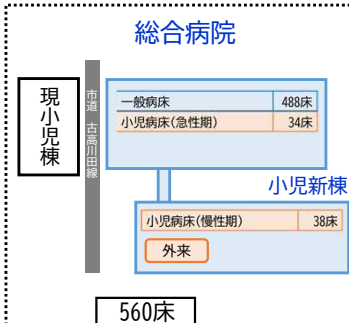 総合病院
現小児棟
市道 古高川田線
一般病床 488床
小児病床(急性期) 34床
小児新棟
小児病床(慢性期) 38床
外来
560床